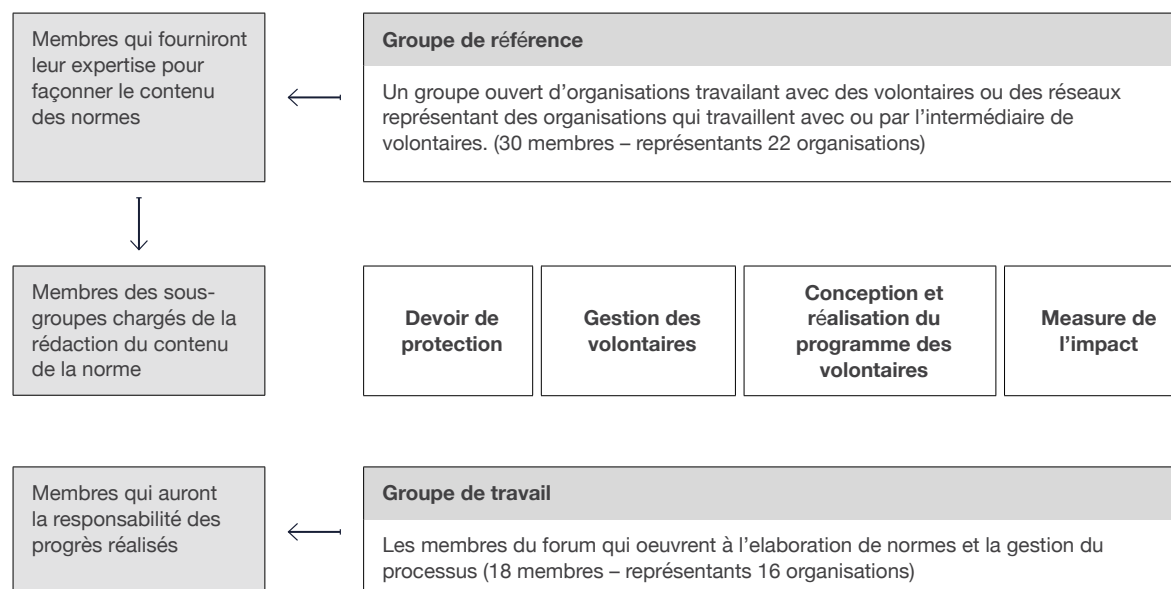 Membres qui fourniront
leur expertise pour
façonner le contenu
des normes
Groupe de référence
Un groupe ouvert d'organisations travailant avec des volontaires ou des réseaux
représentant des organisations qui travaillent avec ou par l'intermédiaire de
volontaires. (30 membres – représentants 22 organisations)
Membres des sous-
groupes chargés de la
rédaction du contenu
de la norme
Devoir de
protection
Gestion des
volontaires
Conception et
réalisation du
programme des
volontaires
Measure de
l'impact
Membres qui auront
la responsabilité des
progrès réalisés
Groupe de travail
Les membres du forum qui oeuvrent à l'elaboration de normes et la gestion du
processus (18 membres – représentants 16 organisations)